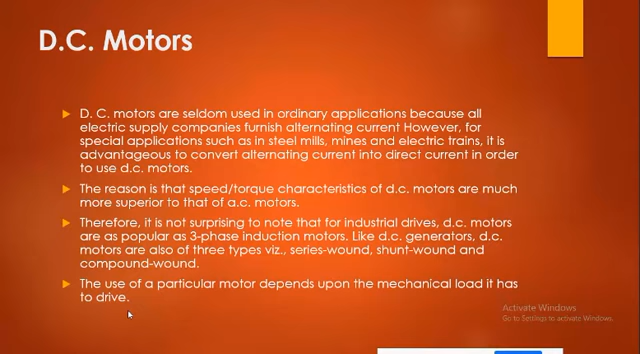 D.C. Motors
D. C. motors are seldom used in ordinary applications because all
electric supply companies furnish alternating current However, for
special applications such as in steel mills, mines and electric trains, it is
advantageous to convert alternating current into direct current in order
to use d.c. motors.
The reason is that speed/torque characteristics of d.c. motors are much
more superior to that of a.c. motors.
Therefore, it is not surprising to note that for industrial drives, d.c. motors
are as popular as 3-phase induction motors. Like d.c. generators, d.c.
motors are also of three types viz., series-wound, shunt-wound and
compound-wound.
The use of a particular motor depends upon the mechanical load it has
to drive.
Activate Windows
Go to Settings to activate Windows.